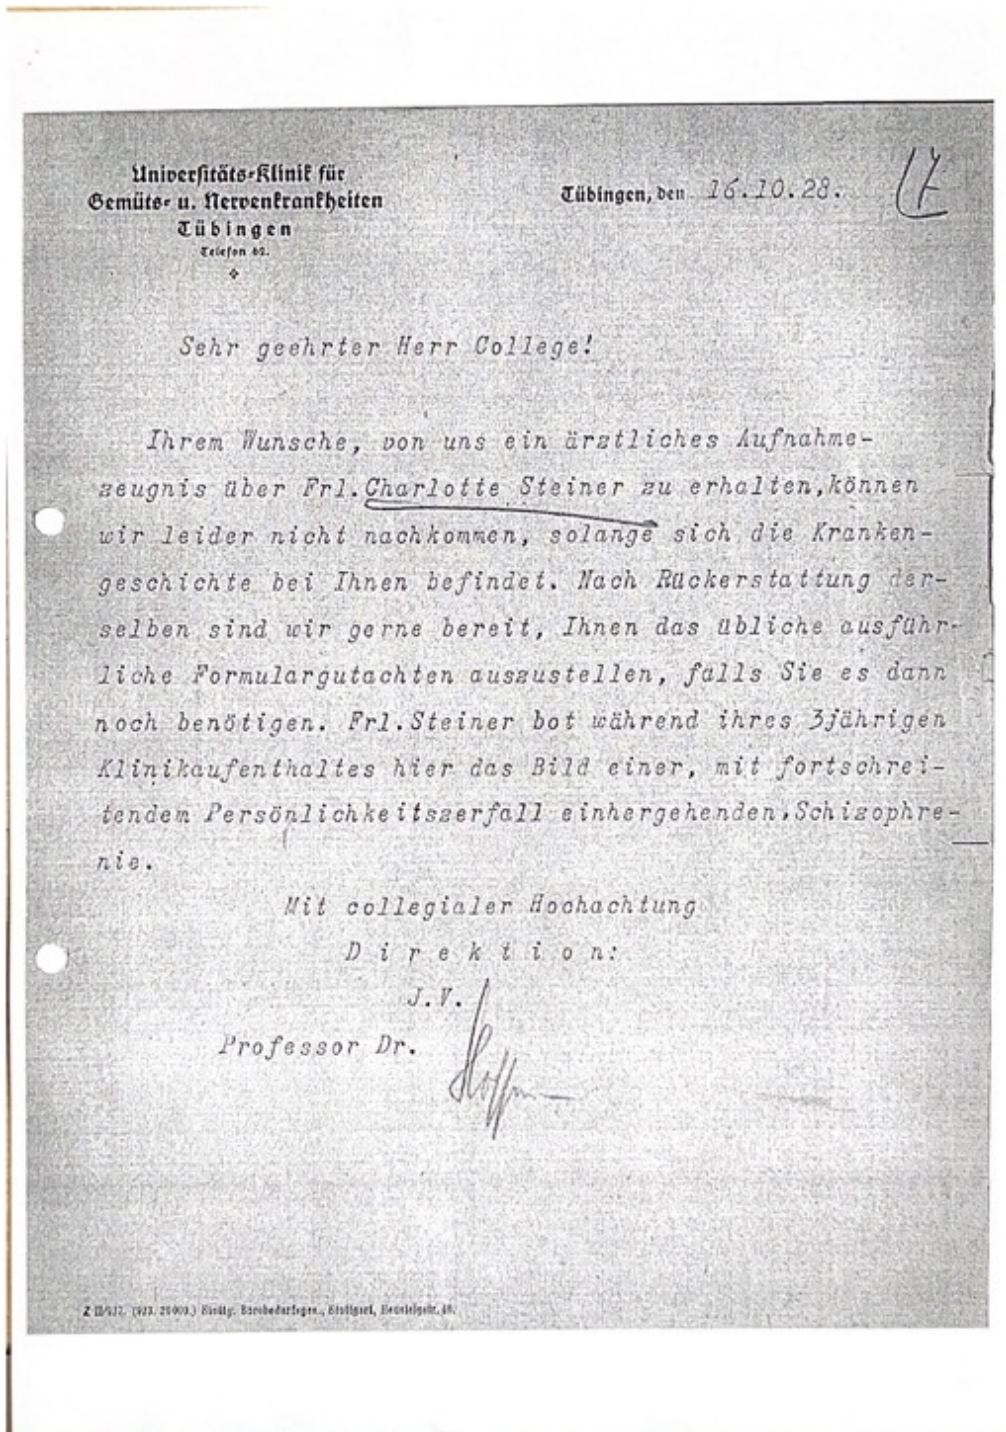 Universitäts-Klinik für
Gemüts- u. Nervenkrankheiten
Tübingen
Telefon 62.
Tübingen, den 16.10.28.
17
Sehr geehrter Herr College!
Ihrem Wunsche, von uns ein ärztliches Aufnahme-
zeugnis über Frl.Charlotte Steiner zu erhalten,können
wir leider nicht nachkommen, solange sich die Kranken-
geschichte bei Ihnen befindet. Nach Rückerstattung der-
selben sind wir gerne bereit, Ihnen das übliche ausführ-
liche Formulargutachten auszustellen, falls Sie es dann
noch benötigen. Frl.Steiner bot während ihres 3jährigen
Klinikaufenthaltes hier das Bild einer, mit fortschrei-
tendem Persönlichkeitszerfall einhergehenden,Schizophre-
nie.
Mit collegialer Hochachtung
D i r e k t i o n:
J.V.
Professor Dr. Hoffm
Stuttgart,